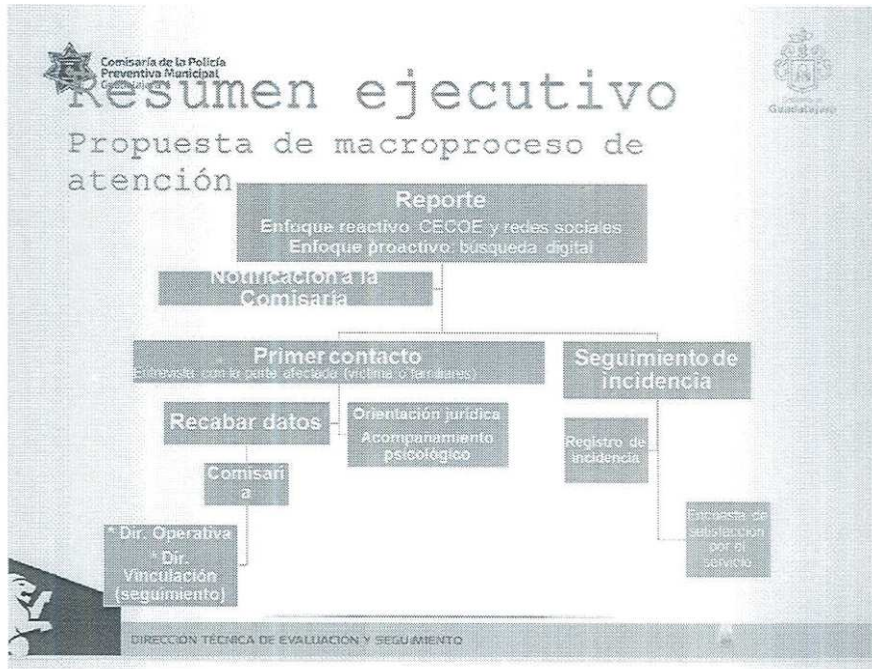 Comisaría de la Policía
Preventiva Municipal
Guadalajara
Resumen ejecutivo
Propuesta de macroproceso de
atención
Guadalajara
Reporte
Enfoque reactivo CECOE y redes sociales
Enfoque proactivo: búsqueda digital
Notificación a la
Comisaría
Primer contacto
Entrevista con la parte afectada (víctima o familiares)
Seguimiento de
incidencia
Recabar datos
Orientación jurídica
Acompañamiento
psicológico
Registro de
incidencia
Comisarí
a
Encuesta de
satisfacción
por el
servicio
* Dir. Operativa
* Dir.
Vinculación
(seguimiento)
DIRECCIÓN TÉCNICA DE EVALUACIÓN Y SEGUIMIENTO